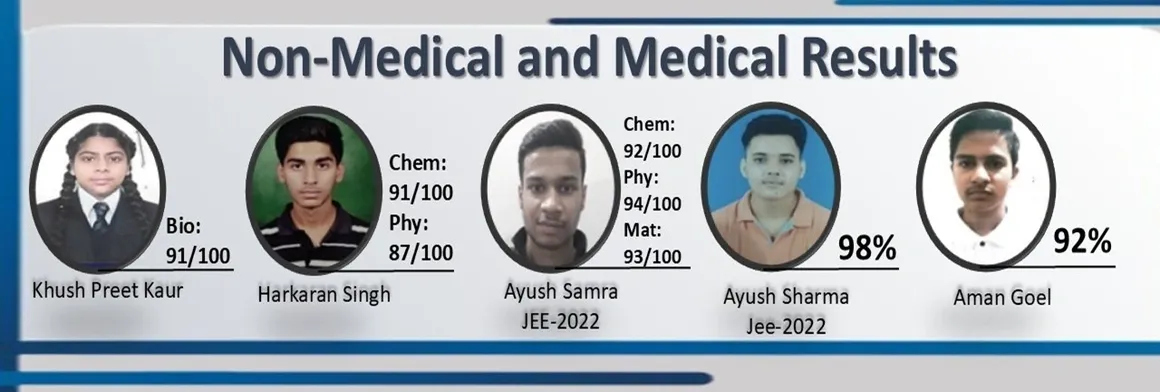 Non-Medical and Medical Results
Bio:
91/100
Khush Preet Kaur
Chem:
91/100
Phy:
87/100
Harkaran Singh
Chem:
92/100
Phy:
94/100
Mat:
93/100
Ayush Samra
JEE-2022
98%
Ayush Sharma
Jee-2022
92%
Aman Goel